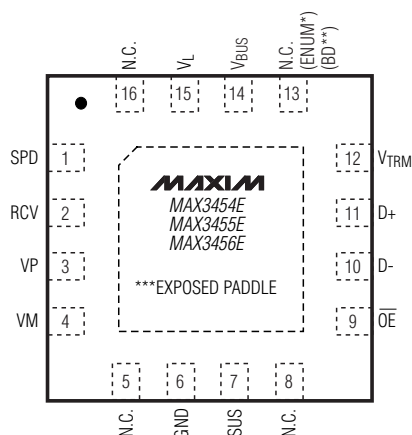 N.C.
VL
VBUS
N.C.
(ENUM*)
(BD**)
16
15
14
13
SPD 1
RCV 2
VP 3
VM 4
12 VTRM
11 D+
10 D-
9 OE
MAXIM
MAX3454E
MAX3455E
MAX3456E
***EXPOSED PADDLE
5
6
7
8
N.C.
GND
SUS
N.C.